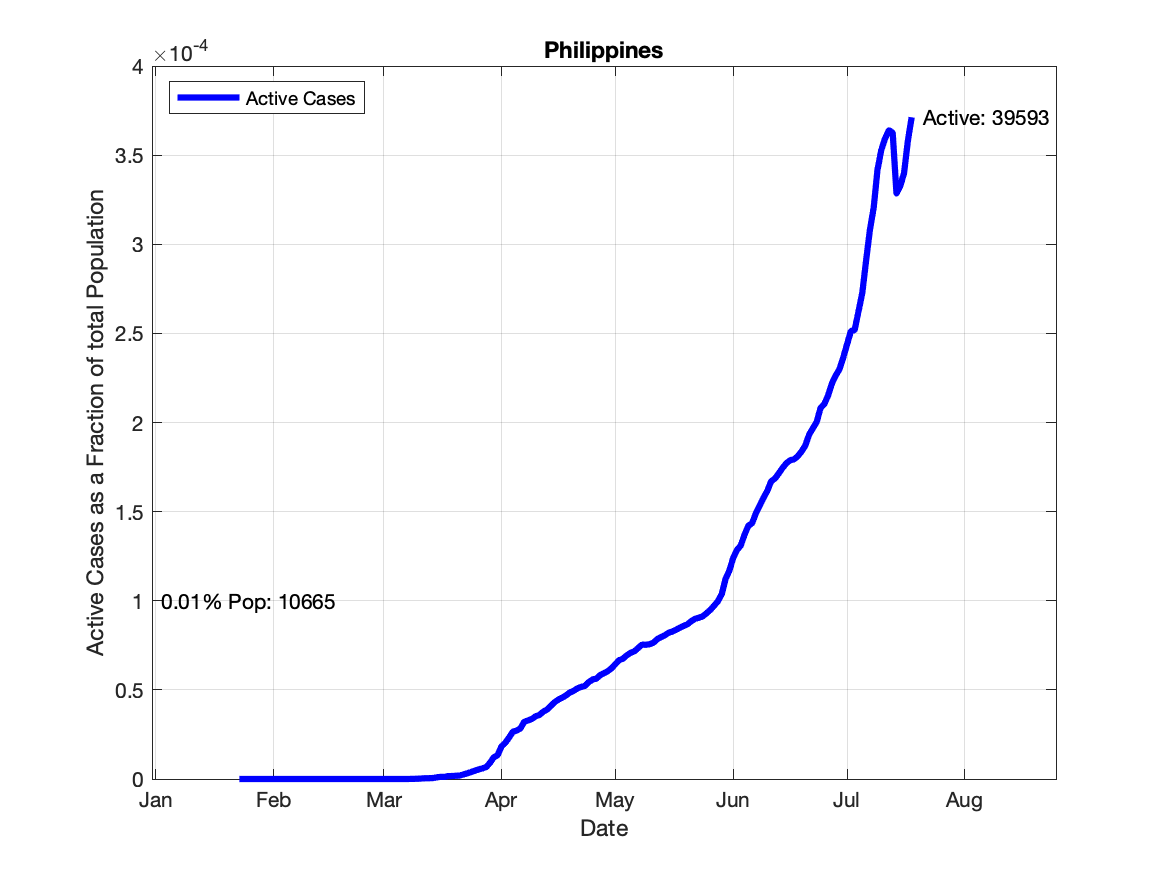 Philippines
×10-4
Active Cases
4
3.5
3
2.5
2
1.5
1
0.5
0
Active Cases as a Fraction of total Population
Active: 39593
0.01% Pop: 10665
Jan Feb Mar Apr May Jun Jul Aug
Date